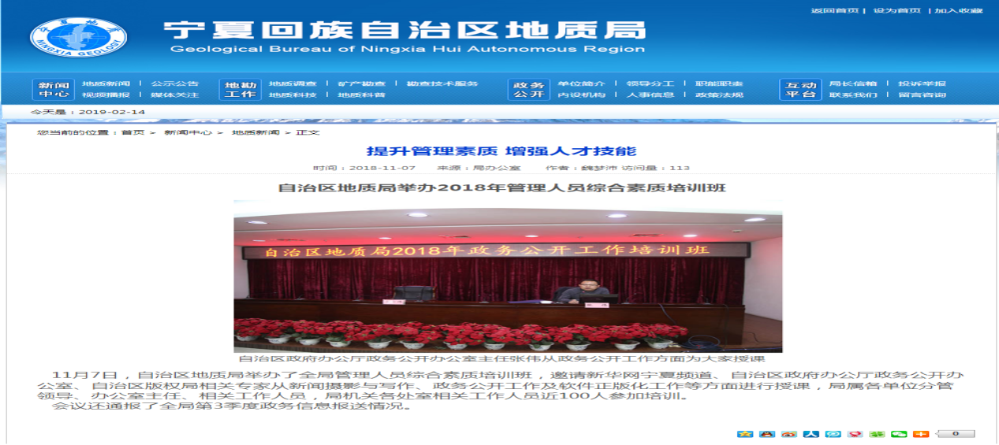 返回首页 | 设为首页 | 加入收藏
宁夏地质
NINGXIA GEOLOGY
宁夏回族自治区地质局
Geological Bureau of Ningxia Hui Autonomous Region
新闻中心
地质新闻 | 公示公告
视频播报 | 媒体关注
地勘工作
地质调查 | 矿产勘查 | 勘查技术服务
地质科技 | 地质科普
政务公开
单位简介 | 领导分工 | 职能职责
内设机构 | 人事信息 | 政策法规
互动平台
局长信箱 | 投诉举报
联系我们 | 留言咨询
今天是：2019-02-14
您当前的位置：首页 > 新闻中心 > 地质新闻 > 正文
提升管理素质 增强人才技能
时间：2018-11-07 来源：局办公室 作者：魏梦沛 访问量：113
自治区地质局举办2018年管理人员综合素质培训班
自治区地质局2018年政务公开工作培训班
自治区政府办公厅政务公开办公室主任张伟从政务公开工作方面为大家授课
11月7日，自治区地质局举办了全局管理人员综合素质培训班，邀请新华网宁夏频道、自治区政府办公厅政务公开办
公室、自治区版权局相关专家从新闻摄影与写作、政务公开工作及软件正版化工作等方面进行授课，局属各单位分管
领导、办公室主任、相关工作人员，局机关各处室相关工作人员近100人参加培训。
会议还通报了全局第3季度政务信息报送情况。
0